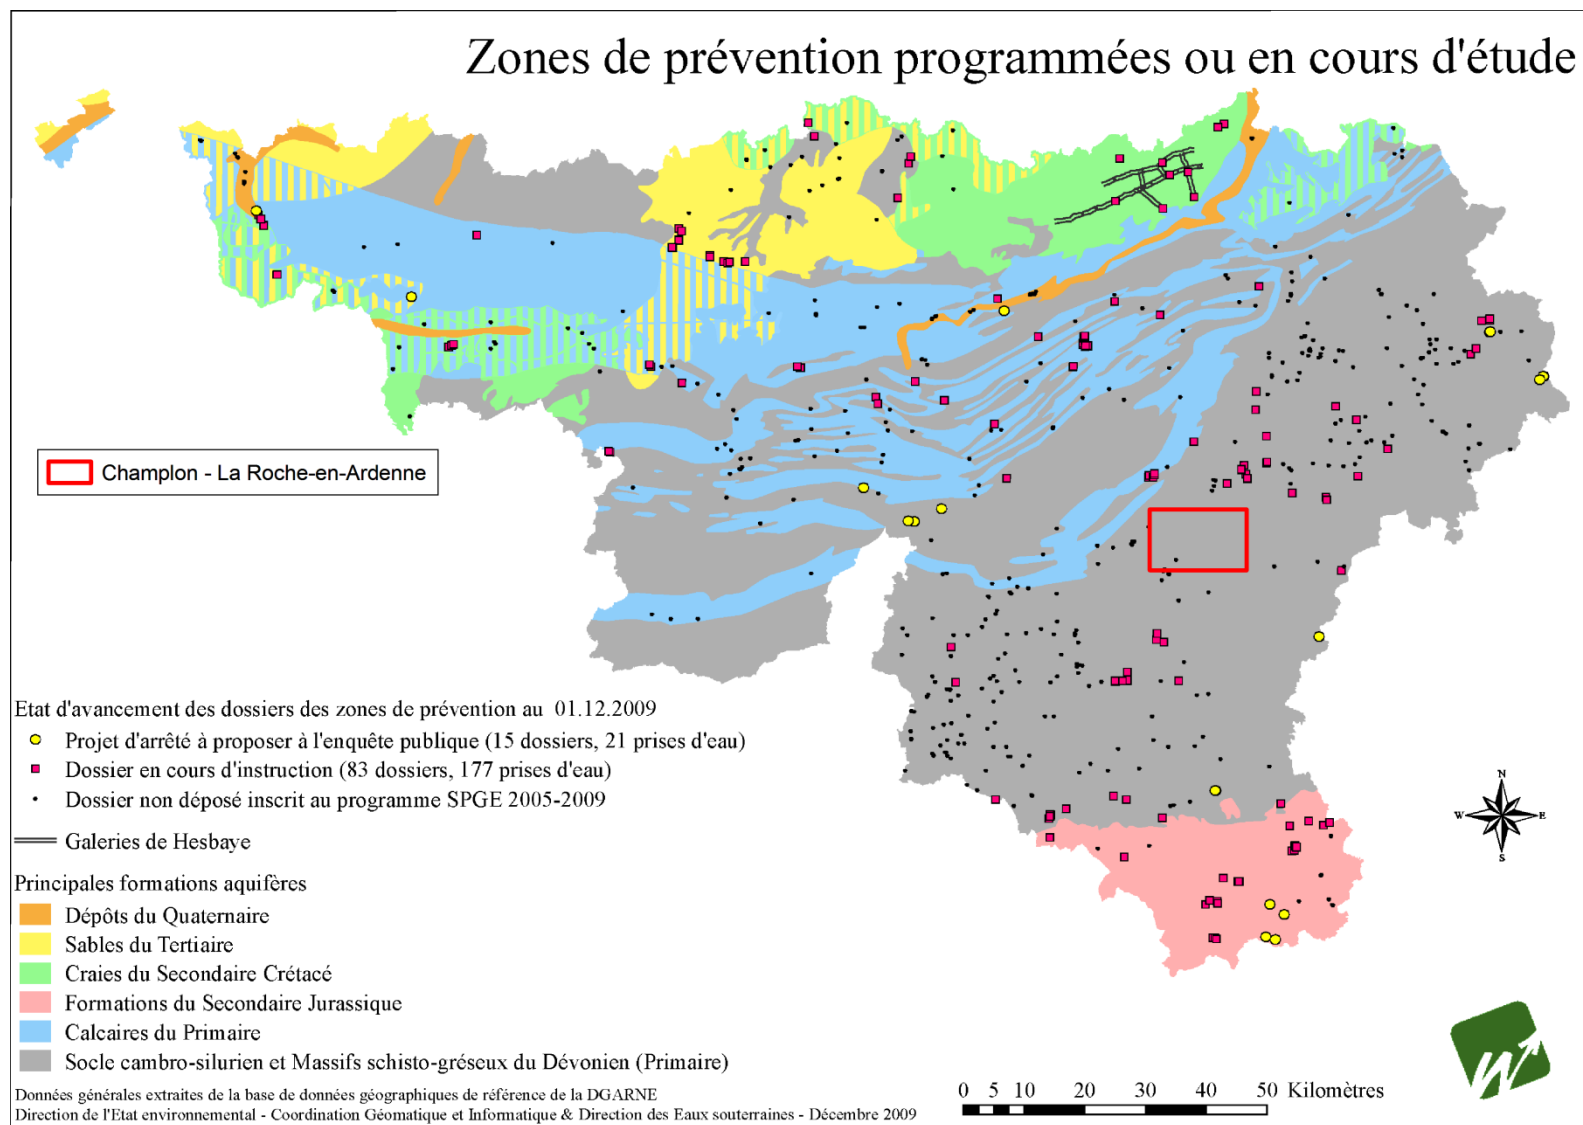 Zones de prévention programmées ou en cours d'étude
Champlon - La Roche-en-Ardenne
Etat d'avancement des dossiers des zones de prévention au 01.12.2009
Projet d'arrêté à proposer à l'enquête publique (15 dossiers, 21 prises d'eau)
Dossier en cours d'instruction (83 dossiers, 177 prises d'eau)
Dossier non déposé inscrit au programme SPGE 2005-2009
Galeries de Hesbaye
Principales formations aquifères
Dépôts du Quaternaire
Sables du Tertiaire
Craies du Secondaire Crétacé
Formations du Secondaire Jurassique
Calcaires du Primaire
Socle cambro-silurien et Massifs schisto-gréseux du Dévonien (Primaire)
Données générales extraites de la base de données géographiques de référence de la DGARNE
Direction de l'Etat environnemental - Coordination Géomatique et Informatique & Direction des Eaux souterraines - Décembre 2009
N
W E
S
0 5 10 20 30 40 50 Kilomètres
W